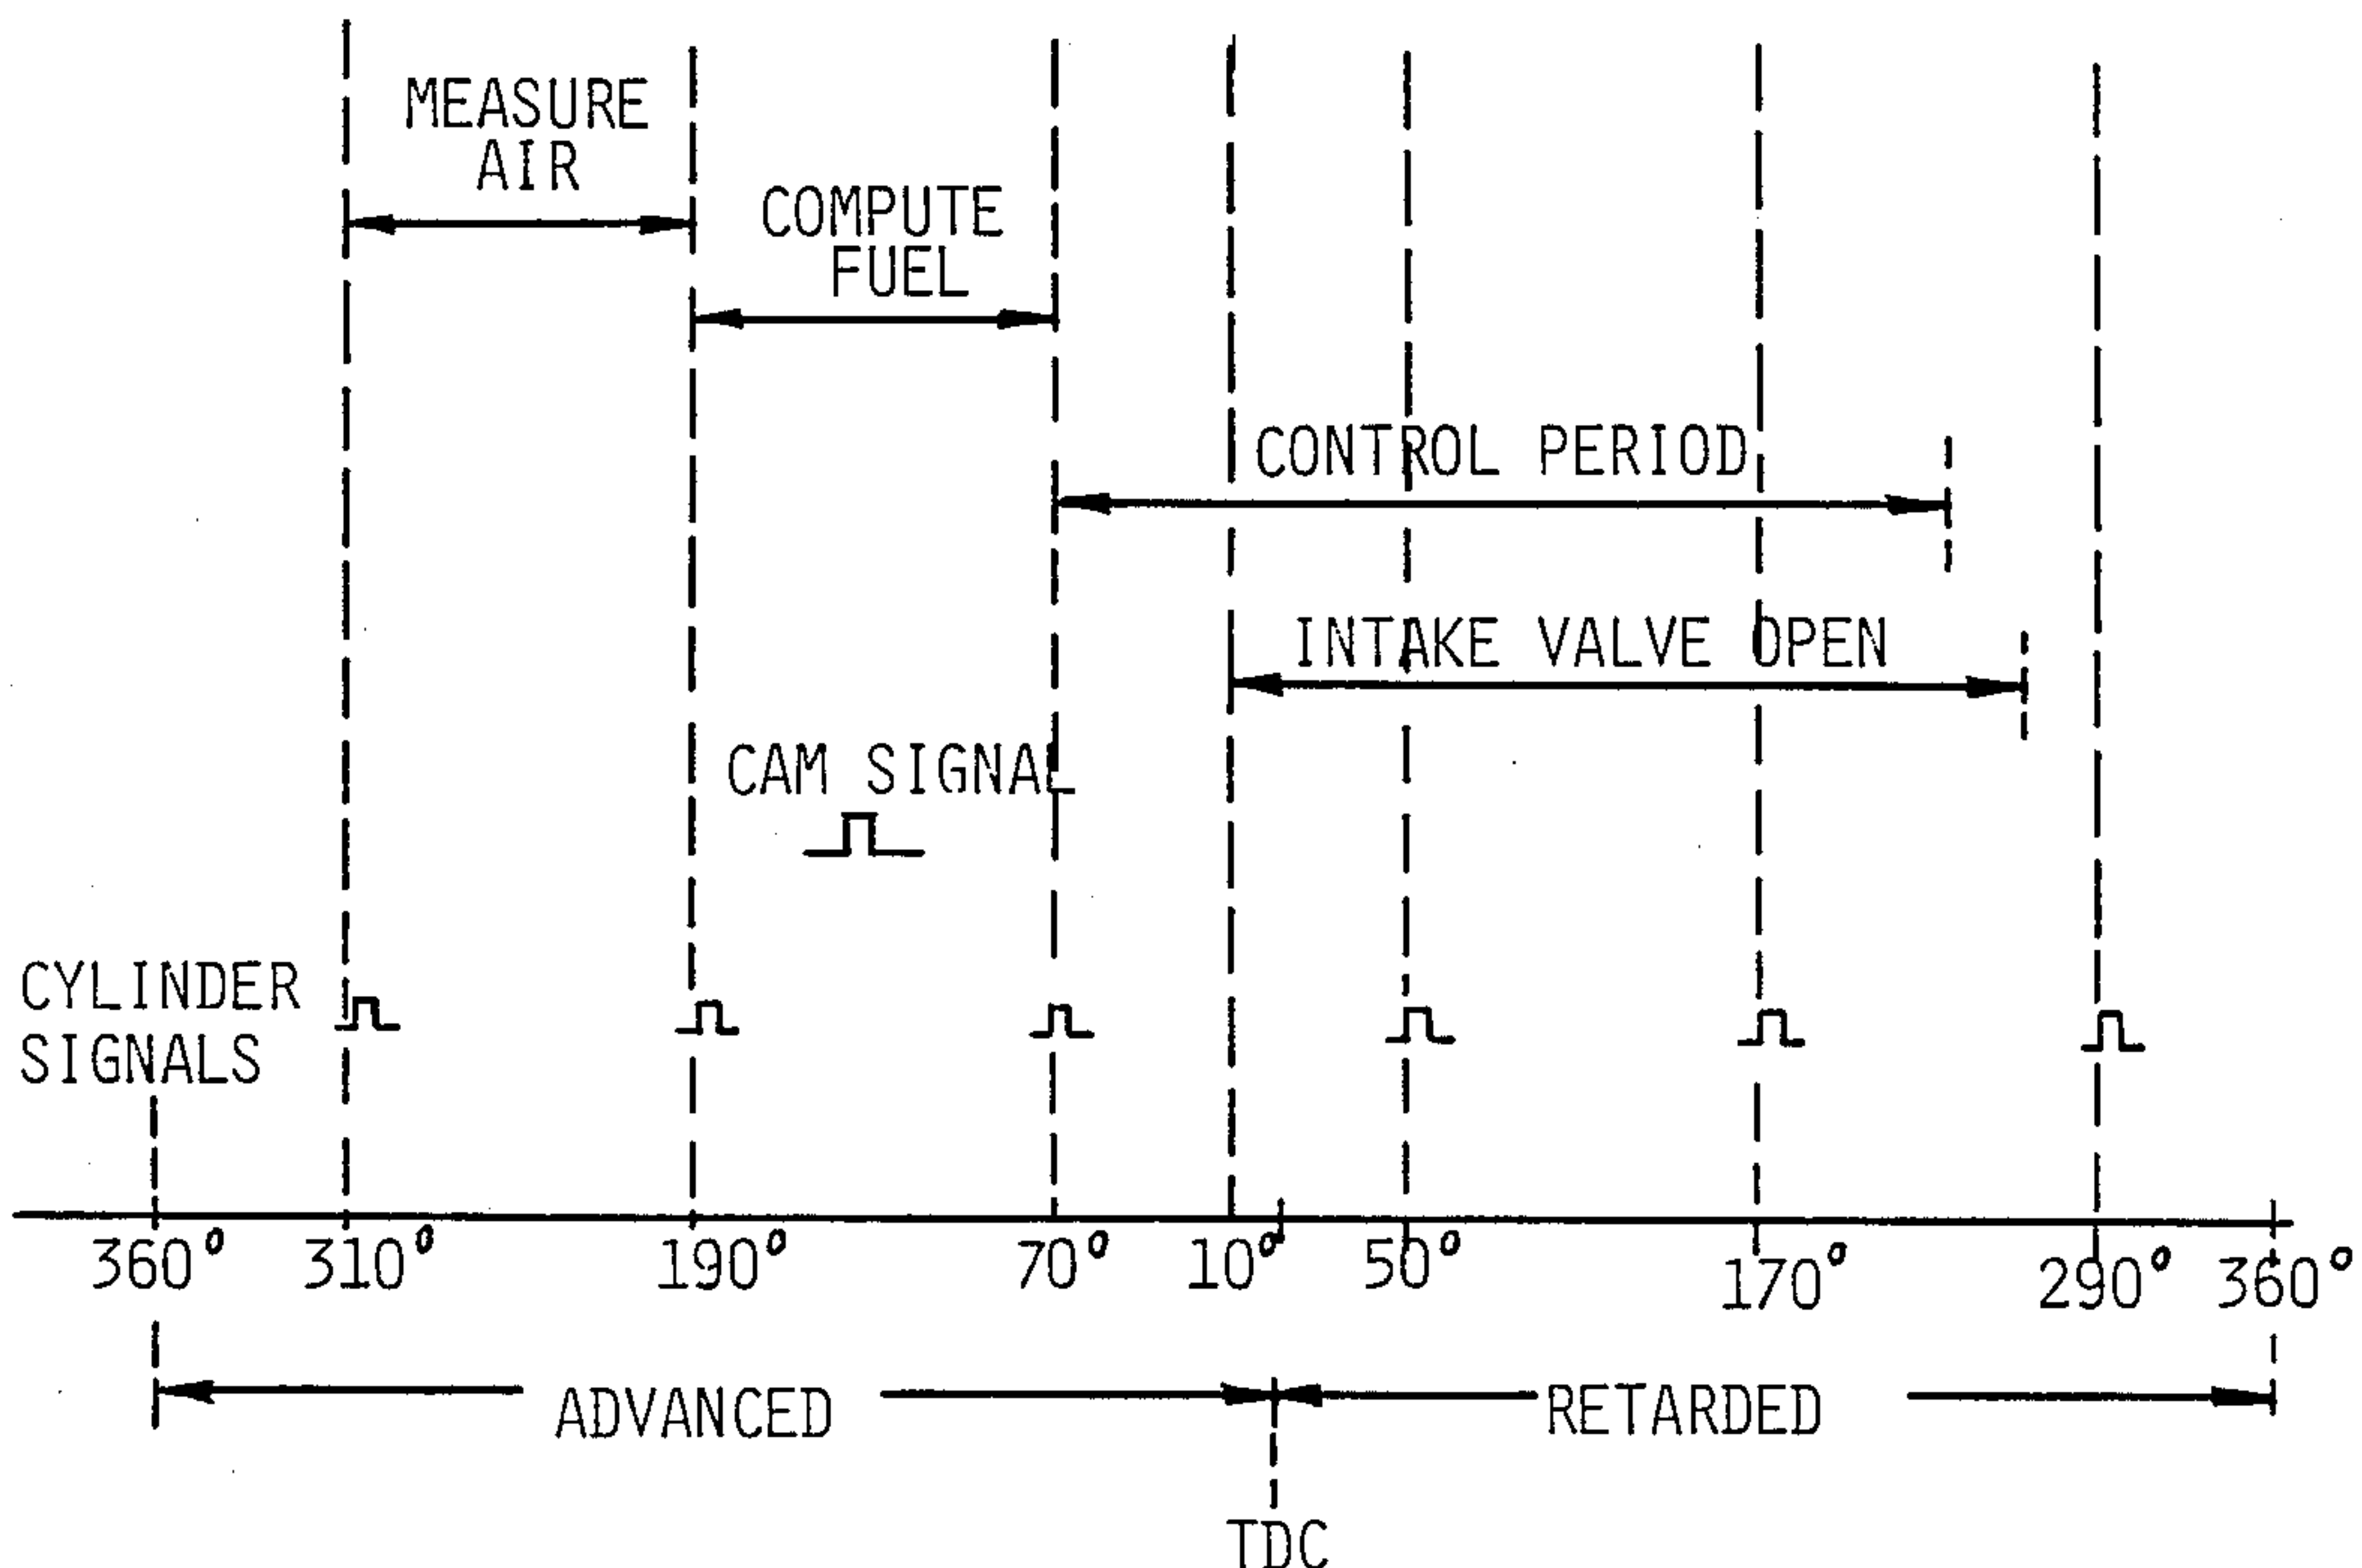 MEASURE
AIR
COMPUTE
FUEL
CONTROL PERIOD
INTAKE VALVE OPEN
CAM SIGNAL
CYLINDER
SIGNALS
360° 310° 190° 70° 10° 50° 170° 290° 360°
ADVANCED RETARDED
TDC